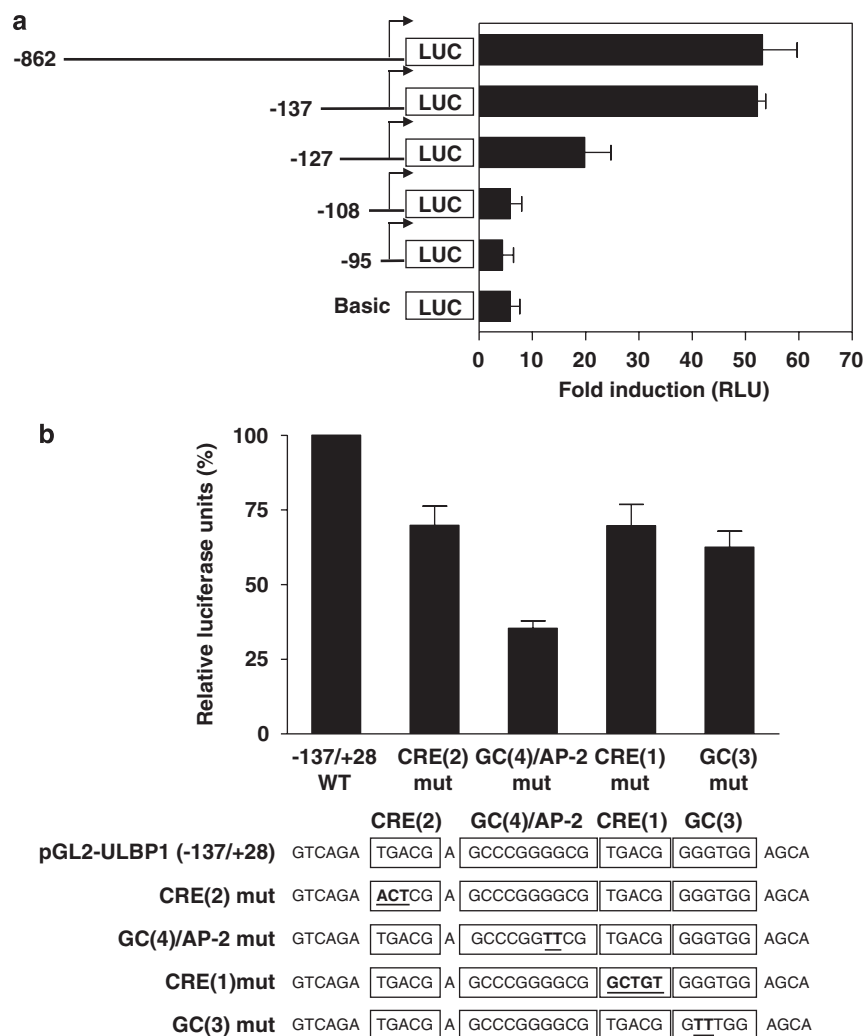 a
-862 LUC
-137 LUC
-127 LUC
-108 LUC
-95 LUC
Basic LUC
0 10 20 30 40 50 60 70
Fold induction (RLU)
b
Relative luciferase units (%)
100
75
50
25
0
-137/+28 CRE(2) GC(4)/AP-2 CRE(1) GC(3)
WT mut mut mut mut
CRE(2) GC(4)/AP-2 CRE(1) GC(3)
pGL2-ULBP1 (-137/+28) GTCAGA TGACG A GCCCGGGGCG TGACG GGGTGG AGCA
CRE(2) mut GTCAGA ACTCG A GCCCGGGGCG TGACG GGGTGG AGCA
GC(4)/AP-2 mut GTCAGA TGACG A GCCCGGTTCG TGACG GGGTGG AGCA
CRE(1)mut GTCAGA TGACG A GCCCGGGGCG GCTGT GGGTGG AGCA
GC(3) mut GTCAGA TGACG A GCCCGGGGCG TGACG GTTTGG AGCA